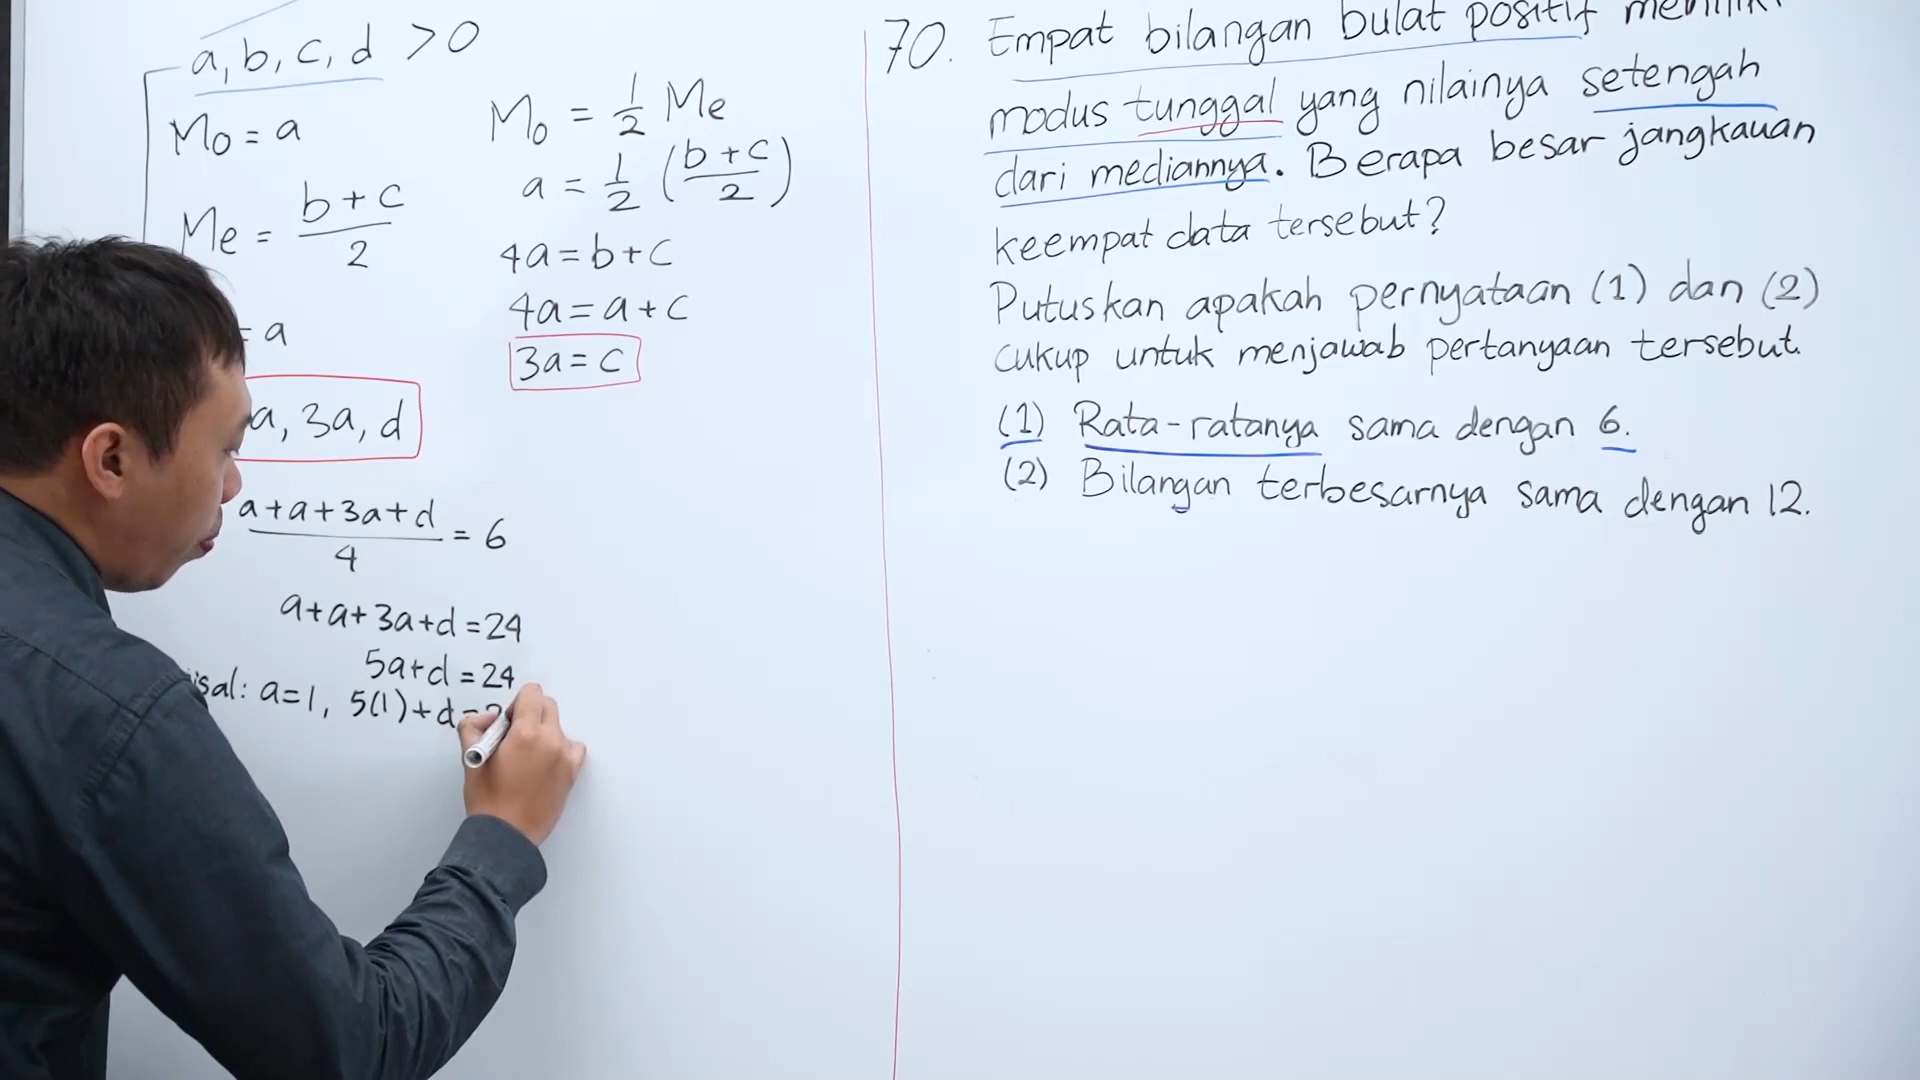 a, b, c, d > 0
Mo = a
Me = b + c / 2
= a
a, 3a, d
a + a + 3a + d / 4 = 6
a + a + 3a + d = 24
5a + d = 24
a = 1, 5(1) + d =
Mo = 1/2 Me
a = 1/2 (b + c / 2)
4a = b + c
4a = a + c
3a = c
70. Empat bilangan bulat positif
modus tunggal yang nilainya setengah
dari mediannya. Berapa besar jangkauan
keempat data tersebut?
Putuskan apakah pernyataan (1) dan (2)
cukup untuk menjawab pertanyaan tersebut.
(1) Rata-ratanya sama dengan 6.
(2) Bilangan terbesarnya sama dengan 12.